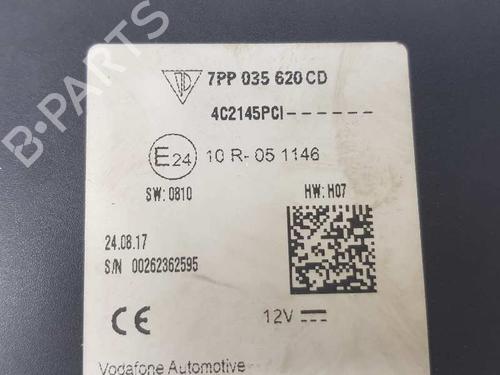 7PP 035 620 CD
4C2145PCI------
E24 10 R-05 1146
SW: 0810 HW: H07
24.08.17
S/N 00262362595
CE 12V
Vodafone Automotive
B-PARTS